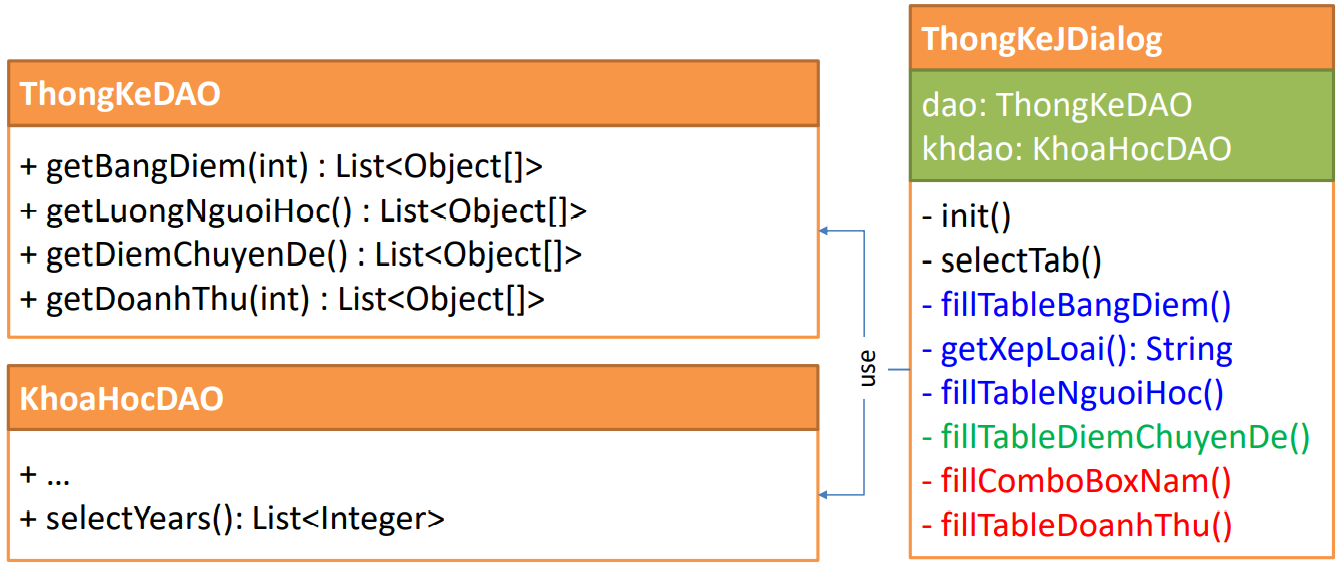 ThongKeDAO
+ getBangDiem(int) : List<Object[]>
+ getLuongNguoiHoc() : List<Object[]>
+ getDiemChuyenDe() : List<Object[]>
+ getDoanhThu(int) : List<Object[]>
KhoaHocDAO
+ ...
+ selectYears(): List<Integer>
use
ThongKeJDialog
dao: ThongKeDAO
khdao: KhoaHocDAO
- init()
- selectTab()
- fillTableBangDiem()
- getXepLoai(): String
- fillTableNguoiHoc()
- fillTableDiemChuyenDe()
- fillComboBoxNam()
- fillTableDoanhThu()